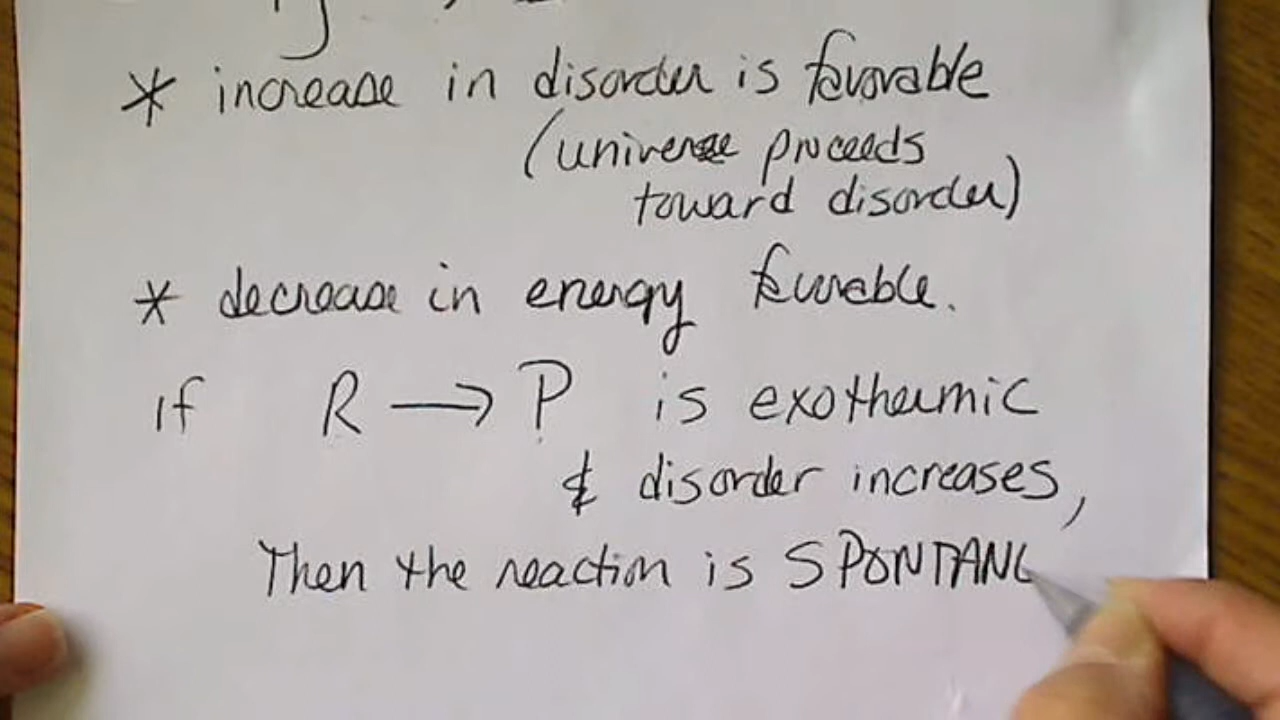 * increase in disorder is favorable
(universe proceeds
toward disorder)
* decrease in energy favorable.
If R → P is exothermic
& disorder increases,
Then the reaction is SPONTANE